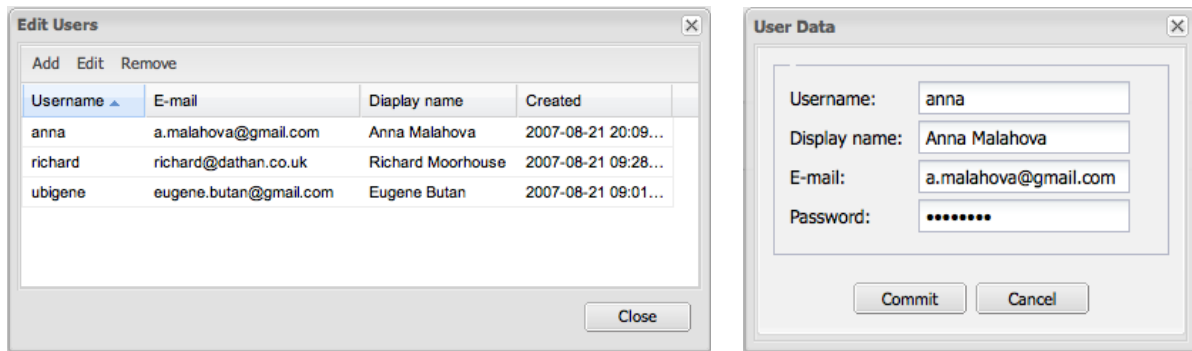 Edit Users
Add Edit Remove
Username E-mail Diaplay name Created
anna a.malahova@gmail.com Anna Malahova 2007-08-21 20:09...
richard richard@dathan.co.uk Richard Moorhouse 2007-08-21 09:28...
ubigene eugene.butan@gmail.com Eugene Butan 2007-08-21 09:01...
Close
User Data
Username: anna
Display name: Anna Malahova
E-mail: a.malahova@gmail.com
Password: ••••••••
Commit Cancel